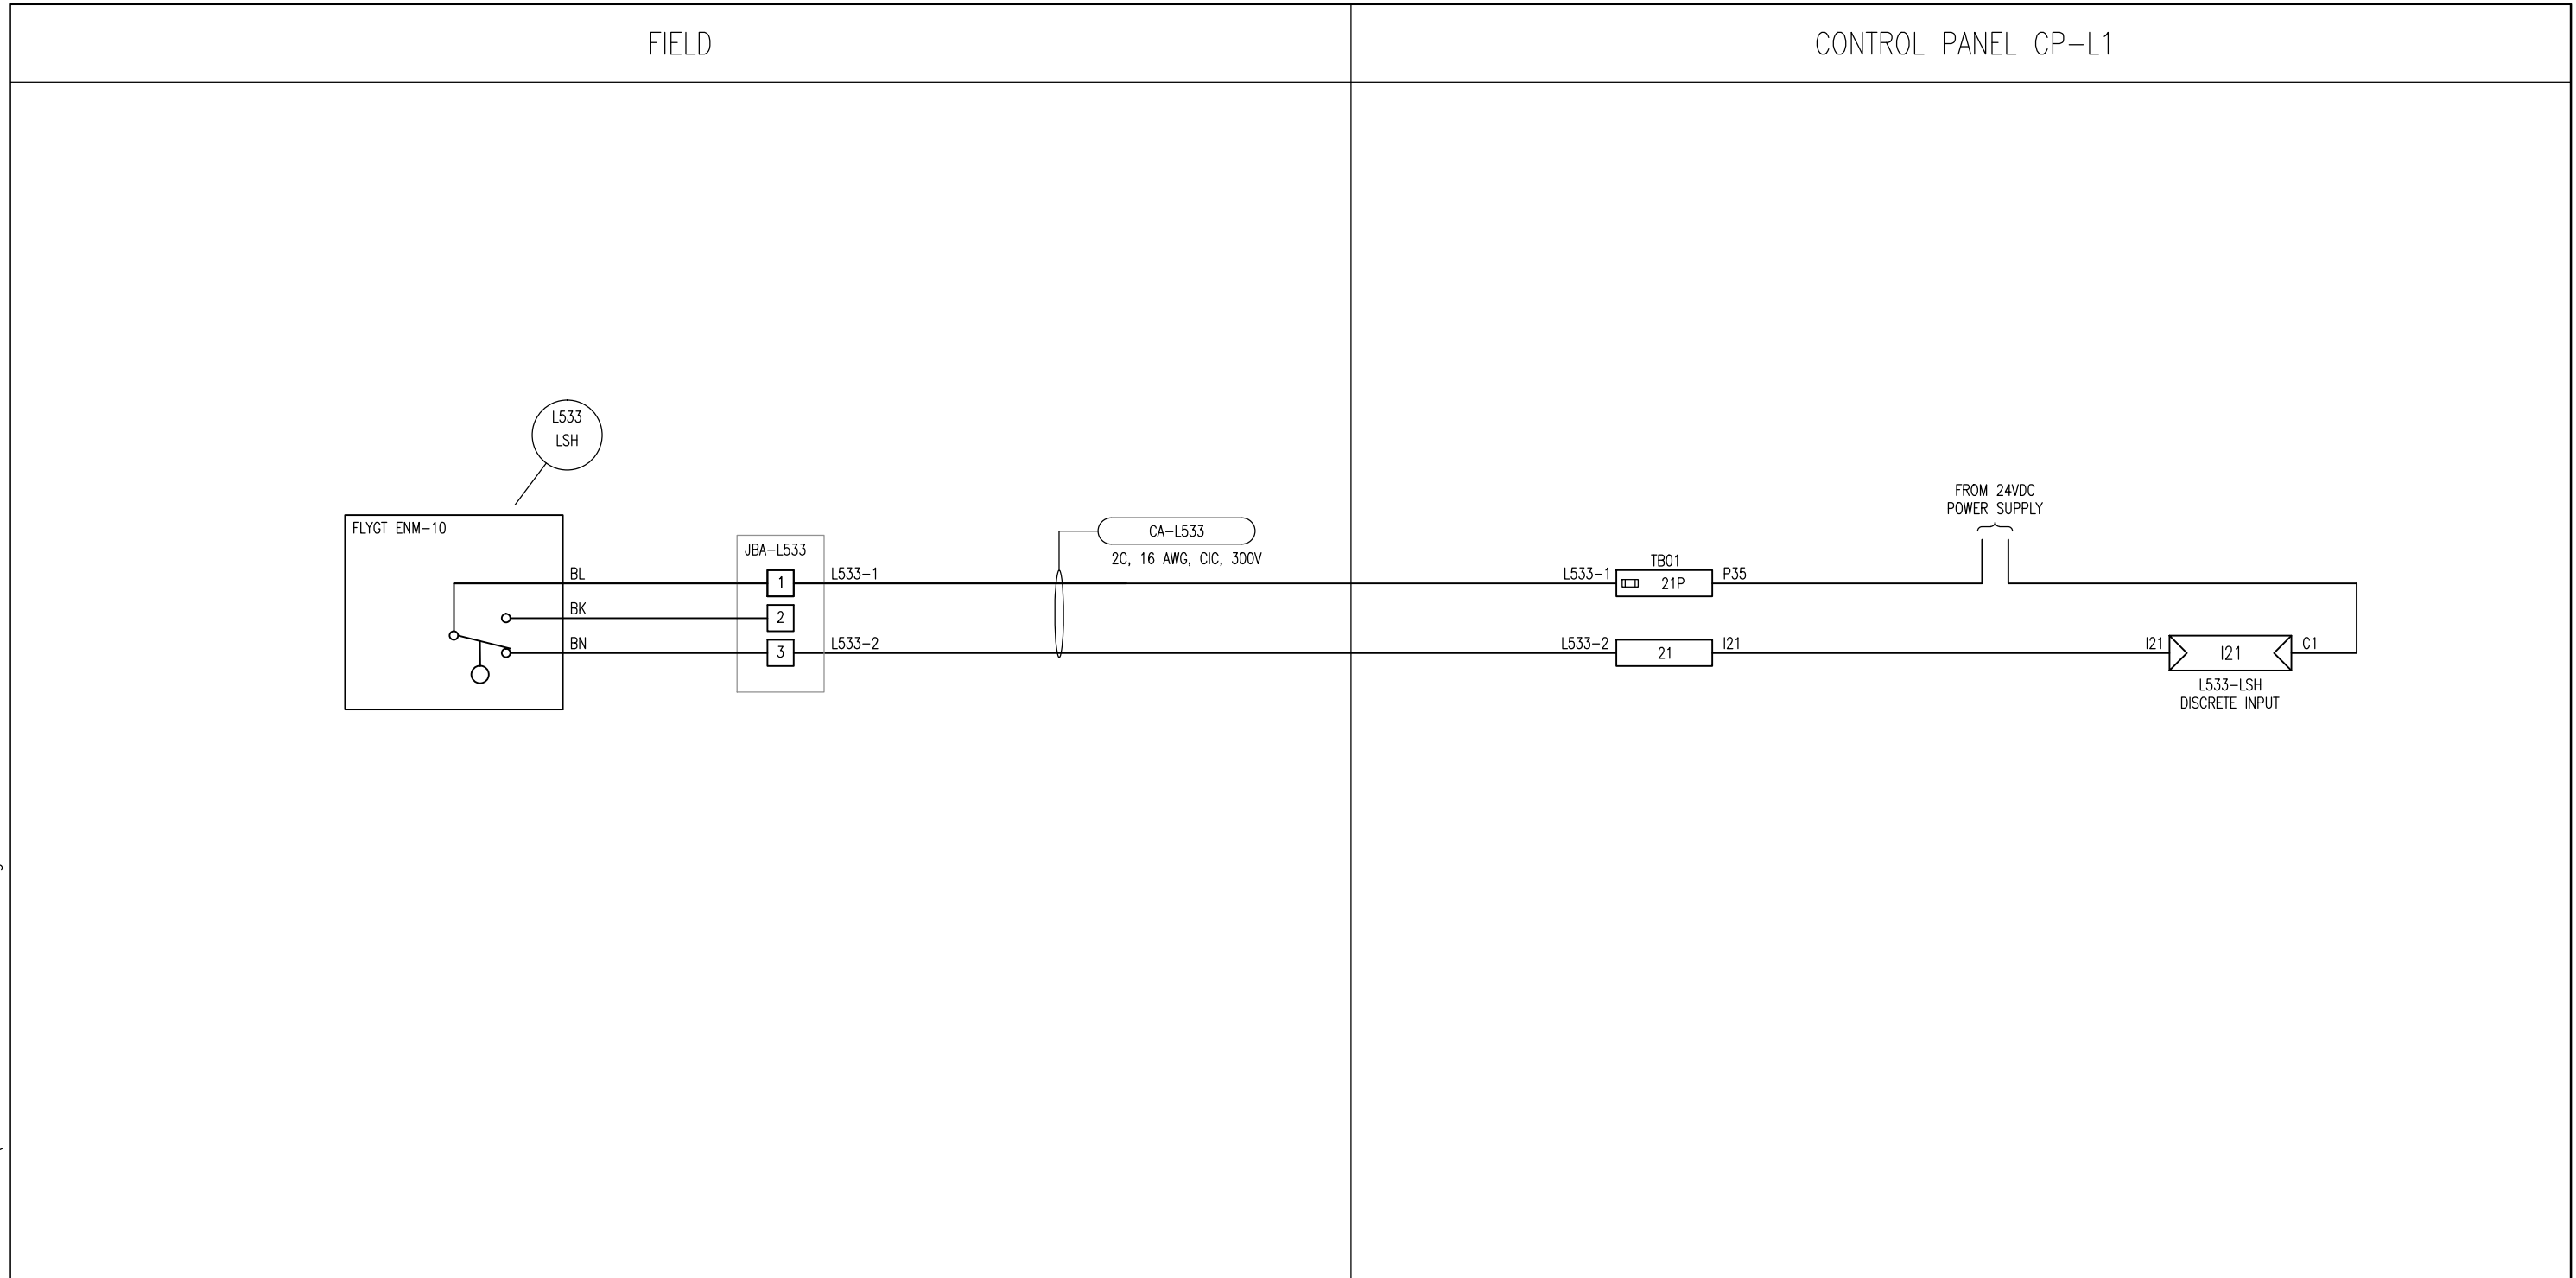 FIELD
CONTROL PANEL CP-L1
L533
LSH
FLYGT ENM-10
BL
BK
BN
JBA-L533
1
2
3
L533-1
L533-2
CA-L533
2C, 16 AWG, CIC, 300V
L533-1
L533-2
TB01
21P
21
P35
I21
FROM 24VDC
POWER SUPPLY
I21
I21
C1
L533-LSH
DISCRETE INPUT